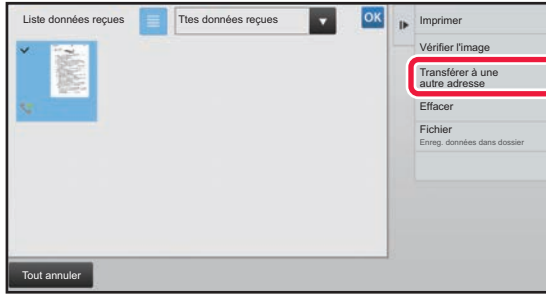 Liste données reçues
Ttes données reçues
OK
Imprimer
Vérifier l'image
Transférer à une
autre adresse
Effacer
Fichier
Enreg. données dans dossier
Tout annuler